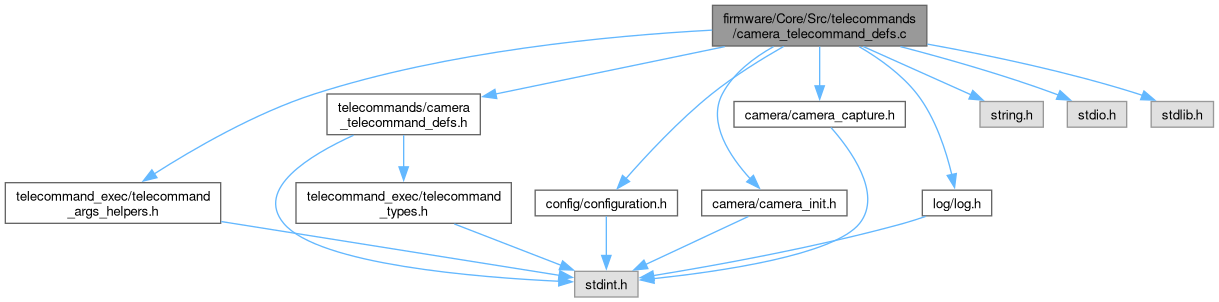 firmware/Core/Src/telecommands
/camera_telecommand_defs.c
telecommands/camera
_telecommand_defs.h
camera/camera_capture.h
string.h
stdio.h
stdlib.h
telecommand_exec/telecommand
_args_helpers.h
telecommand_exec/telecommand
_types.h
config/configuration.h
camera/camera_init.h
log/log.h
stdint.h